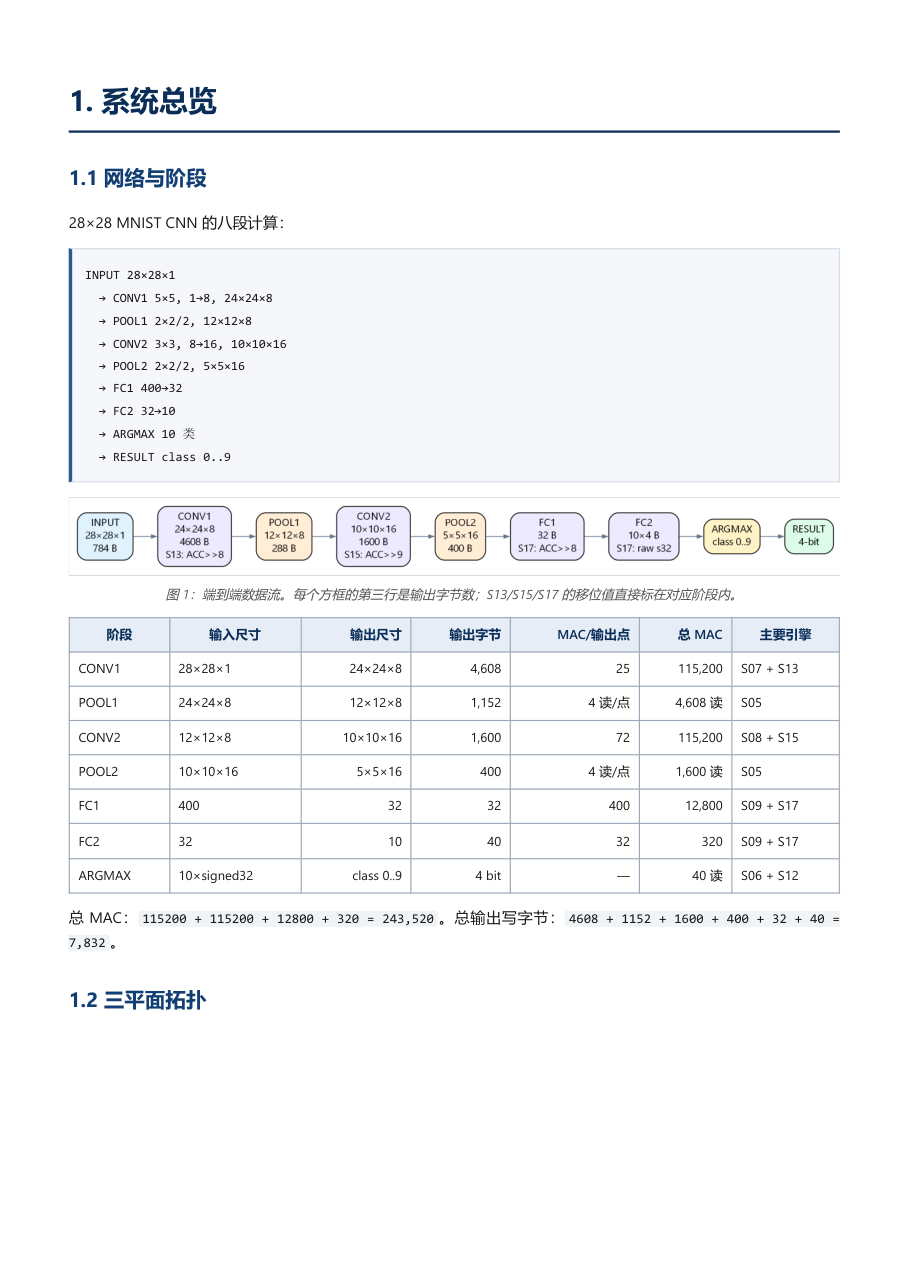 1. 系统总览
1.1 网络与阶段
28×28 MNIST CNN 的八段计算：
INPUT 28×28×1
→ CONV1 5×5, 1→8, 24×24×8
→ POOL1 2×2/2, 12×12×8
→ CONV2 3×3, 8→16, 10×10×16
→ POOL2 2×2/2, 5×5×16
→ FC1 400→32
→ FC2 32→10
→ ARGMAX 10 类
→ RESULT class 0..9
INPUT
28×28×1
784 B
CONV1
24×24×8
4608 B
S13: ACC>>8
POOL1
12×12×8
288 B
CONV2
10×10×16
1600 B
S15: ACC>>9
POOL2
5×5×16
400 B
FC1
32 B
S17: ACC>>8
FC2
10×4 B
S17: raw s32
ARGMAX
class 0..9
RESULT
4-bit
图 1：端到端数据流。每个方框的第三行是输出字节数；S13/S15/S17 的移位值直接标在对应阶段内。
阶段 输入尺寸 输出尺寸 输出字节 MAC/输出点 总 MAC 主要引擎
CONV1 28×28×1 24×24×8 4,608 25 115,200 S07 + S13
POOL1 24×24×8 12×12×8 1,152 4 读/点 4,608 读 S05
CONV2 12×12×8 10×10×16 1,600 72 115,200 S08 + S15
POOL2 10×10×16 5×5×16 400 4 读/点 1,600 读 S05
FC1 400 32 32 400 12,800 S09 + S17
FC2 32 10 40 32 320 S09 + S17
ARGMAX 10×signed32 class 0..9 4 bit — 40 读 S06 + S12
总 MAC： 115200 + 115200 + 12800 + 320 = 243,520 。总输出写字节： 4608 + 1152 + 1600 + 400 + 32 + 40 =
7,832 。
1.2 三平面拓扑